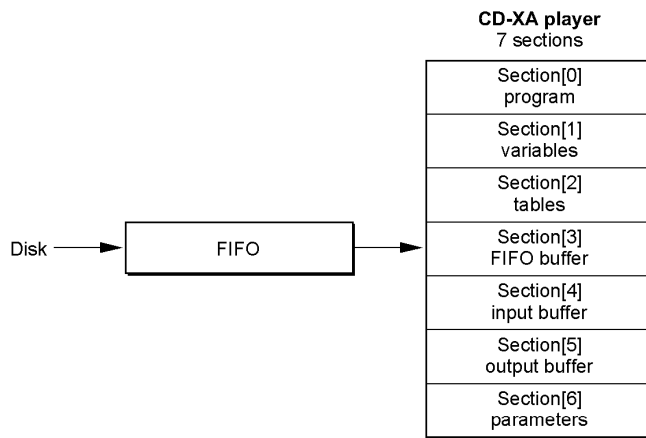 CD-XA player
7 sections
Section[0]
program
Section[1]
variables
Section[2]
tables
Disk
FIFO
Section[3]
FIFO buffer
Section[4]
input buffer
Section[5]
output buffer
Section[6]
parameters